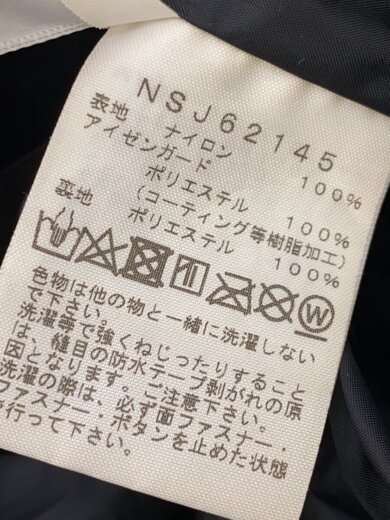 NSJ62145
表地 ナイロン 100%
アイゼンガード
ポリエステル 100%
(コーティング等樹脂加工)
裏地 ポリエステル 100%
W
色物は他の物と一緒に洗濯しない
で下さい。
洗濯等で強くねじったりすること
は、縫目の防水テープ剥がれの原
因となります。ご注意下さい。
洗濯の際は、必ず面ファスナー・
ファスナー・ボタンを止めた状態
で行って下さい。